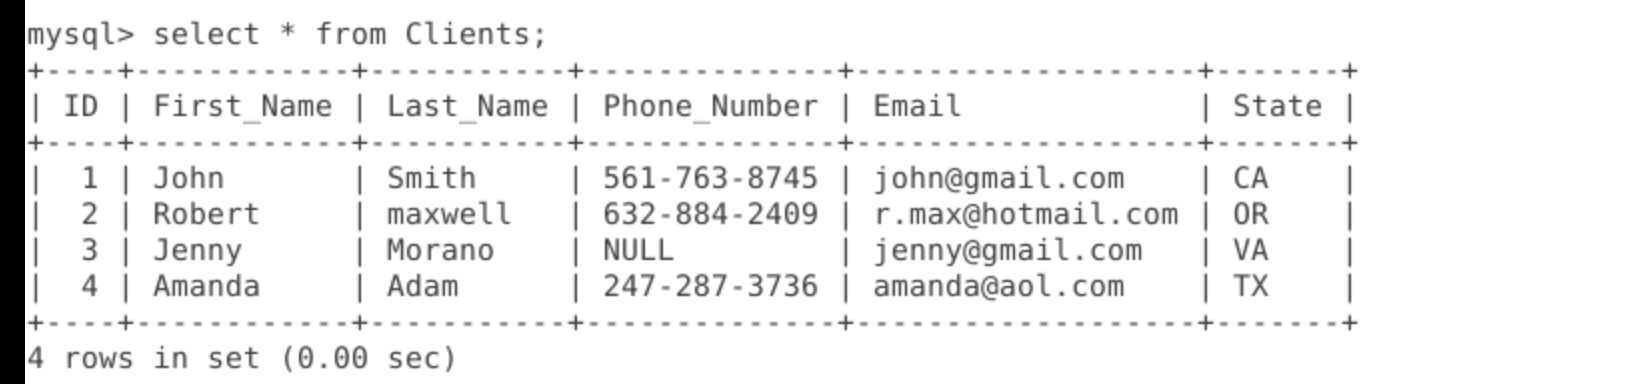 mysql> select * from Clients;
+----+------------+-----------+--------------+-------------------+-------+
| ID | First_Name | Last_Name | Phone_Number | Email             | State |
+----+------------+-----------+--------------+-------------------+-------+
|  1 | John       | Smith     | 561-763-8745 | john@gmail.com    | CA    |
|  2 | Robert     | maxwell   | 632-884-2409 | r.max@hotmail.com | OR    |
|  3 | Jenny      | Morano    | NULL         | jenny@gmail.com   | VA    |
|  4 | Amanda     | Adam      | 247-287-3736 | amanda@aol.com    | TX    |
+----+------------+-----------+--------------+-------------------+-------+
4 rows in set (0.00 sec)